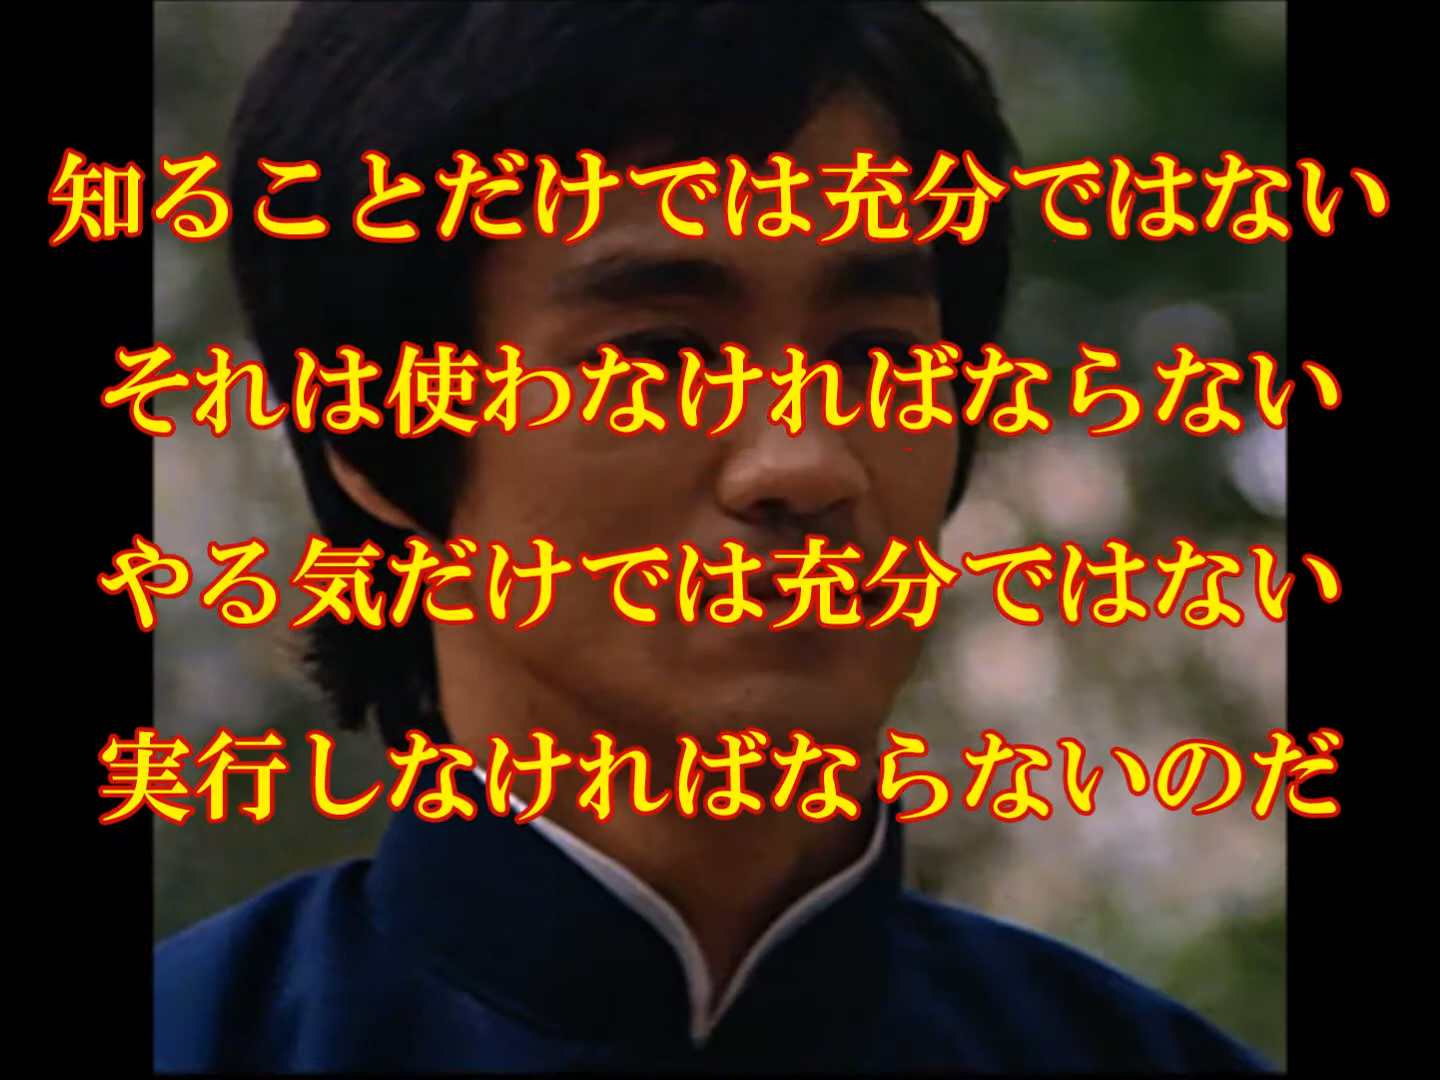 知ることだけでは充分ではない
それは使わなければならない
やる気だけでは充分ではない
実行しなければならないのだ